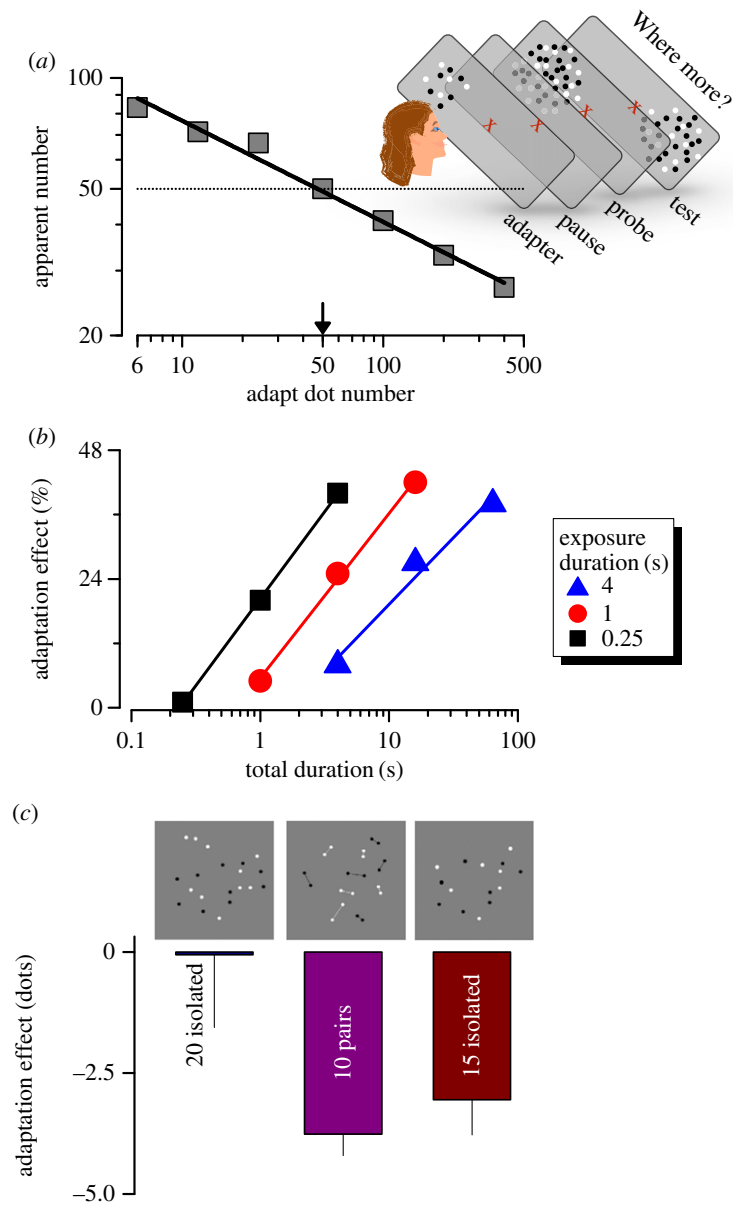 (a)
100
50
20
apparent number
6
10
50
100
500
adapt dot number
Where more?
x
x
x
x
adapter
pause
probe
test
(b)
48
24
0
adaptation effect (%)
0.1
1
10
100
total duration (s)
exposure
duration (s)
4
1
0.25
(c)
0
–2.5
–5.0
adaptation effect (dots)
20 isolated
10 pairs
15 isolated